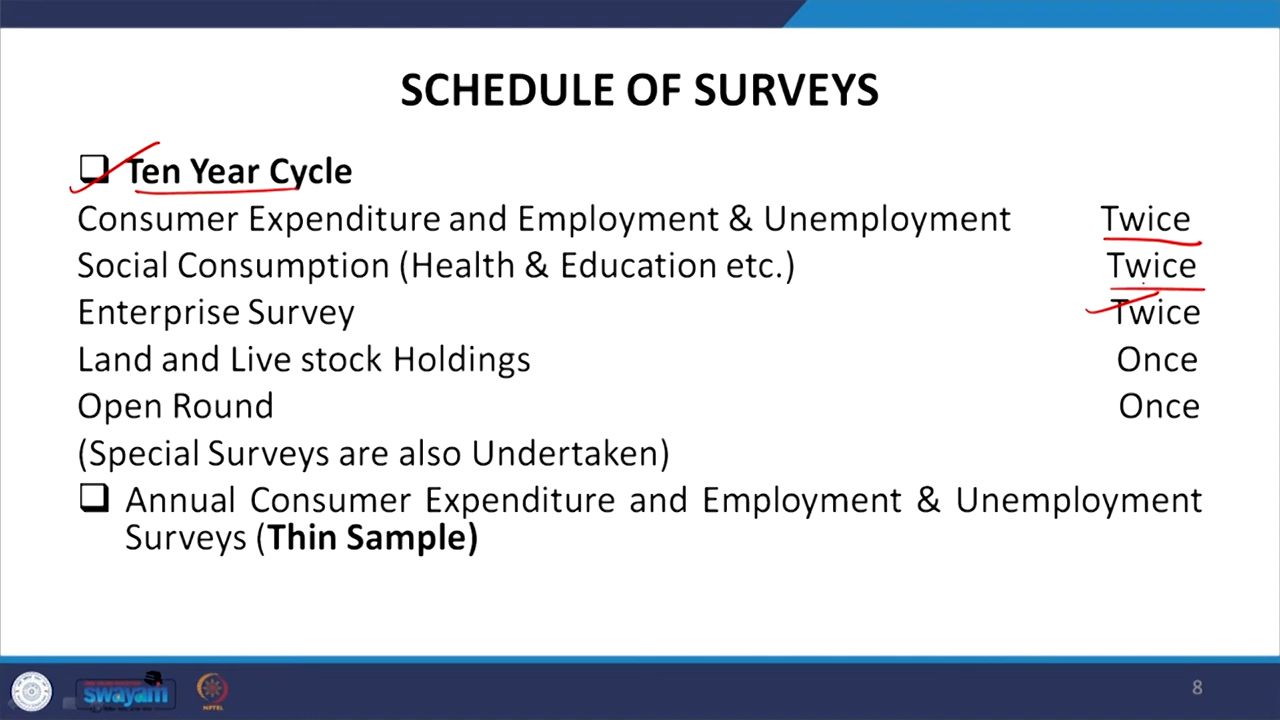 SCHEDULE OF SURVEYS
Ten Year Cycle
Consumer Expenditure and Employment & Unemployment Twice
Social Consumption (Health & Education etc.) Twice
Enterprise Survey Twice
Land and Live stock Holdings Once
Open Round Once
(Special Surveys are also Undertaken)
Annual Consumer Expenditure and Employment & Unemployment
Surveys (Thin Sample)
swayam
NPTEL
8